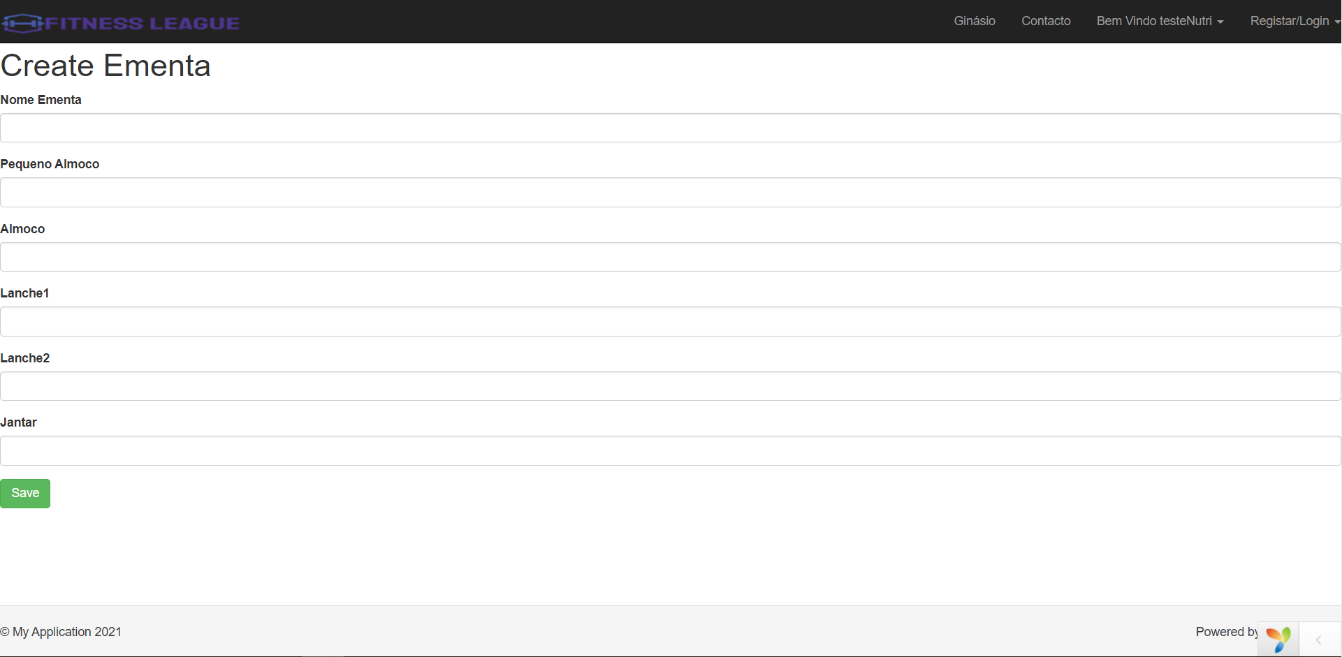 FITNESS LEAGUE
Ginásio Contacto Bem Vindo testeNutri Registar/Login
Create Ementa
Nome Ementa
Pequeno Almoco
Almoco
Lanche1
Lanche2
Jantar
Save
© My Application 2021 Powered by